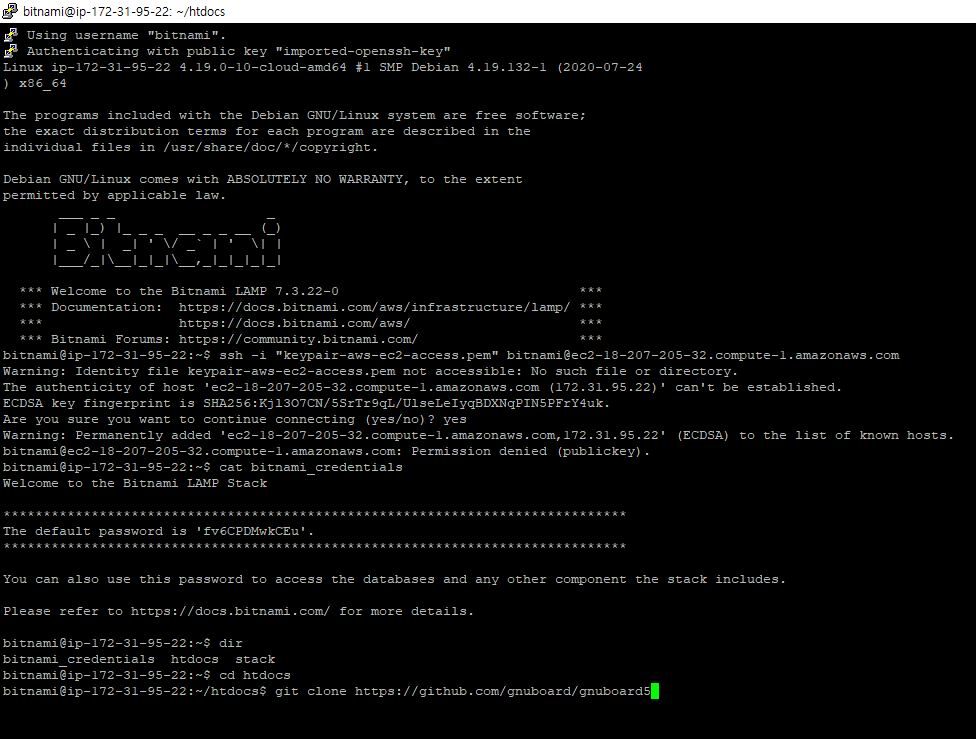 bitnami@ip-172-31-95-22: ~/htdocs
Using username "bitnami".
Authenticating with public key "imported-openssh-key"
Linux ip-172-31-95-22 4.19.0-10-cloud-amd64 #1 SMP Debian 4.19.132-1 (2020-07-24
) x86_64
The programs included with the Debian GNU/Linux system are free software;
the exact distribution terms for each program are described in the
individual files in /usr/share/doc/*/copyright.
Debian GNU/Linux comes with ABSOLUTELY NO WARRANTY, to the extent
permitted by applicable law.
Bitnami
*** Welcome to the Bitnami LAMP 7.3.22-0 ***
*** Documentation: https://docs.bitnami.com/aws/infrastructure/lamp/ ***
*** https://docs.bitnami.com/aws/ ***
*** Bitnami Forums: https://community.bitnami.com/ ***
bitnami@ip-172-31-95-22:~$ ssh -i "keypair-aws-ec2-access.pem" bitnami@ec2-18-207-205-32.compute-1.amazonaws.com
Warning: Identity file keypair-aws-ec2-access.pem not accessible: No such file or directory.
The authenticity of host 'ec2-18-207-205-32.compute-1.amazonaws.com (172.31.95.22)' can't be established.
ECDSA key fingerprint is SHA256:Kjl3O7CN/5SrTr9qL/UlseLeIyqBDXNqPIN5PFrY4uk.
Are you sure you want to continue connecting (yes/no)? yes
Warning: Permanently added 'ec2-18-207-205-32.compute-1.amazonaws.com,172.31.95.22' (ECDSA) to the list of known hosts.
bitnami@ec2-18-207-205-32.compute-1.amazonaws.com: Permission denied (publickey).
bitnami@ip-172-31-95-22:~$ cat bitnami_credentials
Welcome to the Bitnami LAMP Stack
******************************************************************************
The default password is 'fv6CPDMwkCEu'.
******************************************************************************
You can also use this password to access the databases and any other component the stack includes.
Please refer to https://docs.bitnami.com/ for more details.
bitnami@ip-172-31-95-22:~$ dir
bitnami_credentials htdocs stack
bitnami@ip-172-31-95-22:~$ cd htdocs
bitnami@ip-172-31-95-22:~/htdocs$ git clone https://github.com/gnuboard/gnuboard5